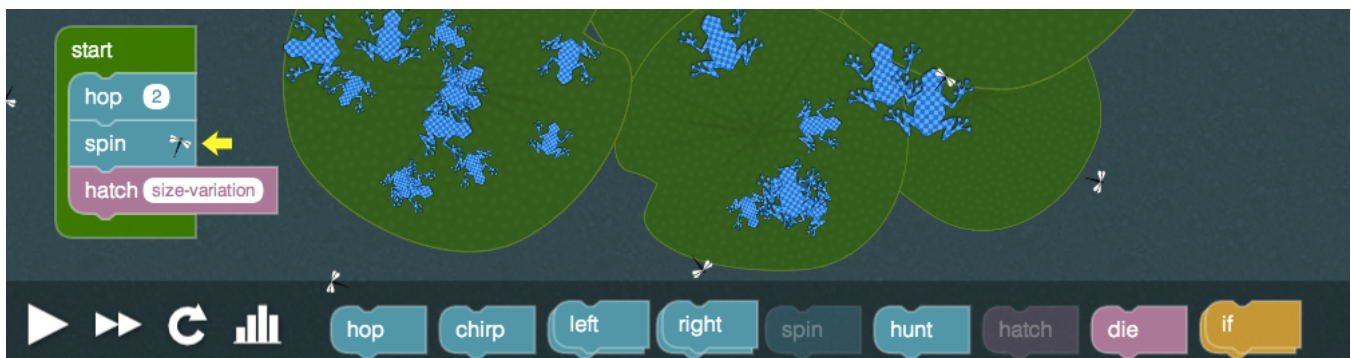 start
hop 2
spin
hatch size-variation
hop chirp left right spin hunt hatch die if